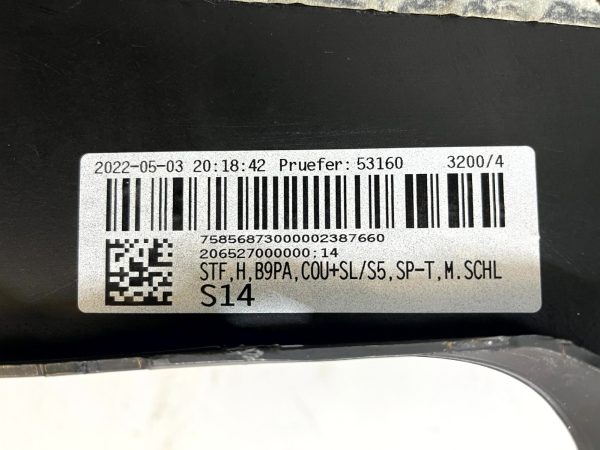 2022-05-03 20:18:42 Pruefer: 53160 3200/4
75856873000002387660
206527000000:14
STF,H,B9PA,COU+SL/S5,SP-T,M.SCHL
S14